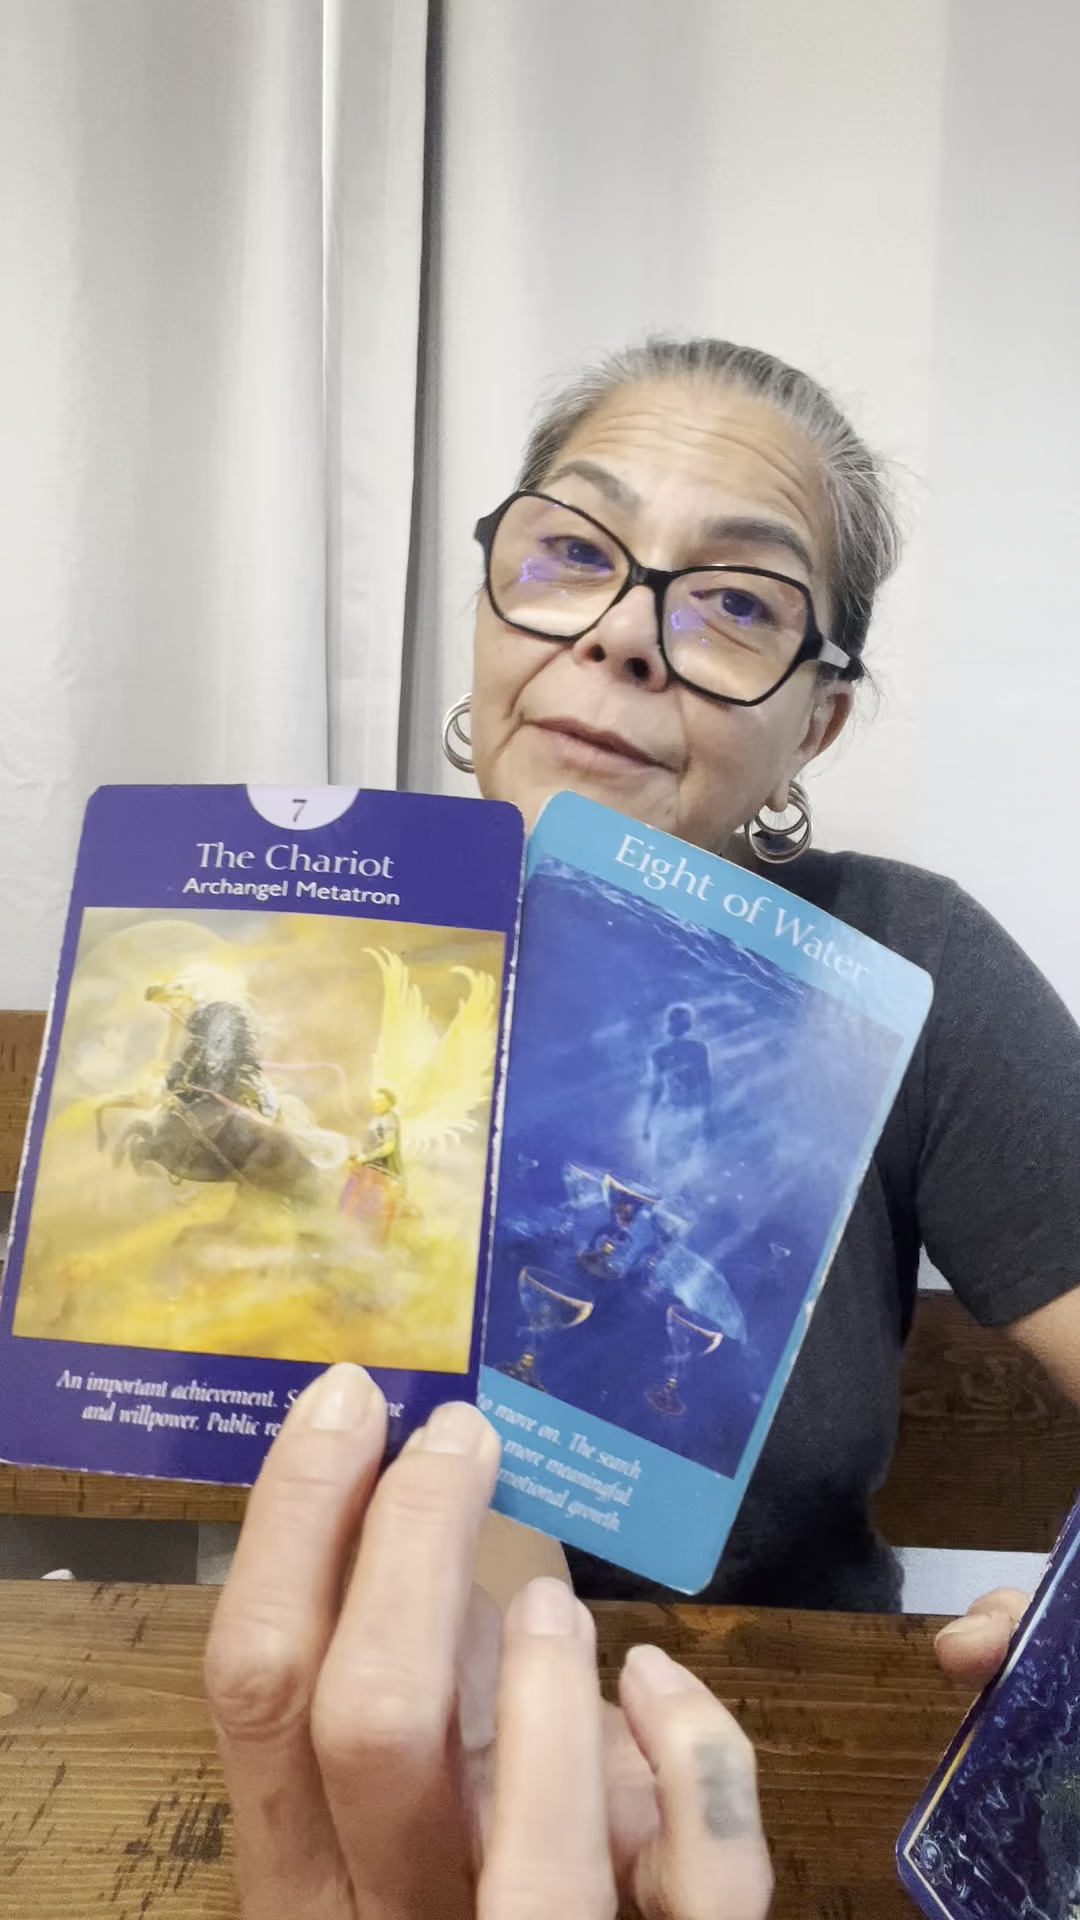 7
The Chariot
Archangel Metatron
An important achievement.
and willpower. Public
Eight of Water
to move on. The search
more meaningful.
emotional growth.